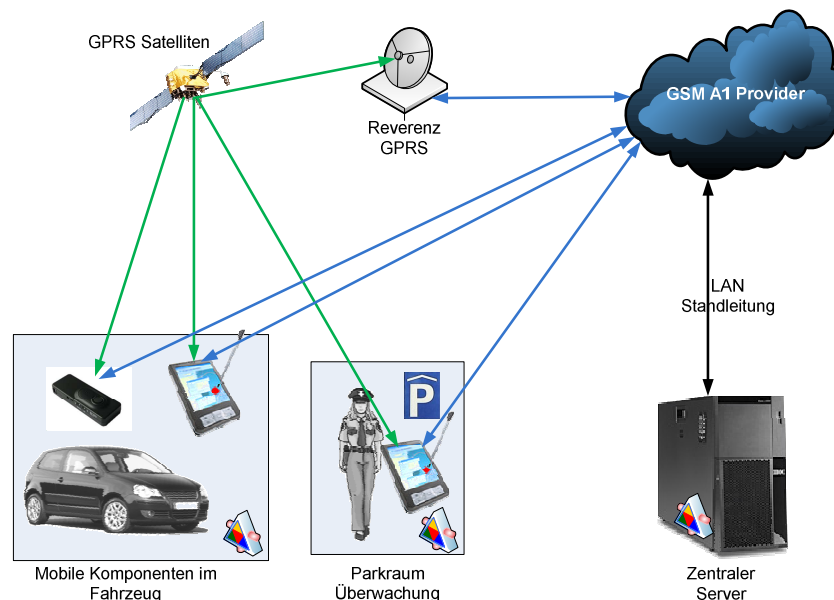 GPRS Satelliten
Reverenz
GPRS
GSM A1 Provider
LAN
Standleitung
P
Mobile Komponenten im
Fahrzeug
Parkraum
Überwachung
Zentraler
Server